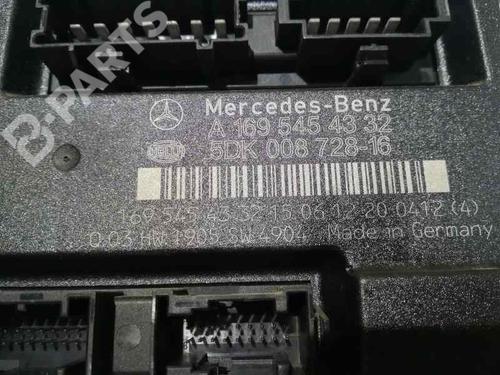 B-PARTS
Mercedes-Benz
A 169 545 43 32
HELLA
5DK 008 728-16
169 545 43 32 15 06 12 20 0412 (4)
Q.03 HW 1905 SW 4904 Made in Germany